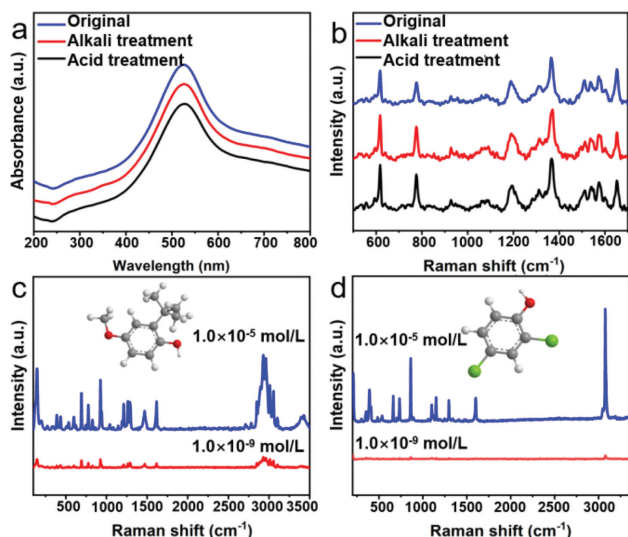 a
Original
Alkali treatment
Acid treatment
Absorbance (a.u.)
200 300 400 500 600 700 800
Wavelength (nm)
b
Original
Alkali treatment
Acid treatment
Intensity (a.u.)
600 800 1000 1200 1400 1600
Raman shift (cm⁻¹)
c
1.0×10⁻⁵ mol/L
1.0×10⁻⁹ mol/L
Intensity (a.u.)
500 1000 1500 2000 2500 3000 3500
Raman shift (cm⁻¹)
d
1.0×10⁻⁵ mol/L
1.0×10⁻⁹ mol/L
Intensity (a.u.)
500 1000 1500 2000 2500 3000
Raman shift (cm⁻¹)